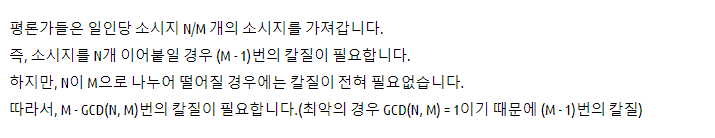 평론가들은 일인당 소시지 N/M 개의 소시지를 가져갑니다.
즉, 소시지를 N개 이어붙일 경우 (M - 1)번의 칼질이 필요합니다.
하지만, N이 M으로 나누어 떨어질 경우에는 칼질이 전혀 필요없습니다.
따라서, M - GCD(N, M)번의 칼질이 필요합니다.(최악의 경우 GCD(N, M) = 1이기 때문에 (M - 1)번의 칼질)